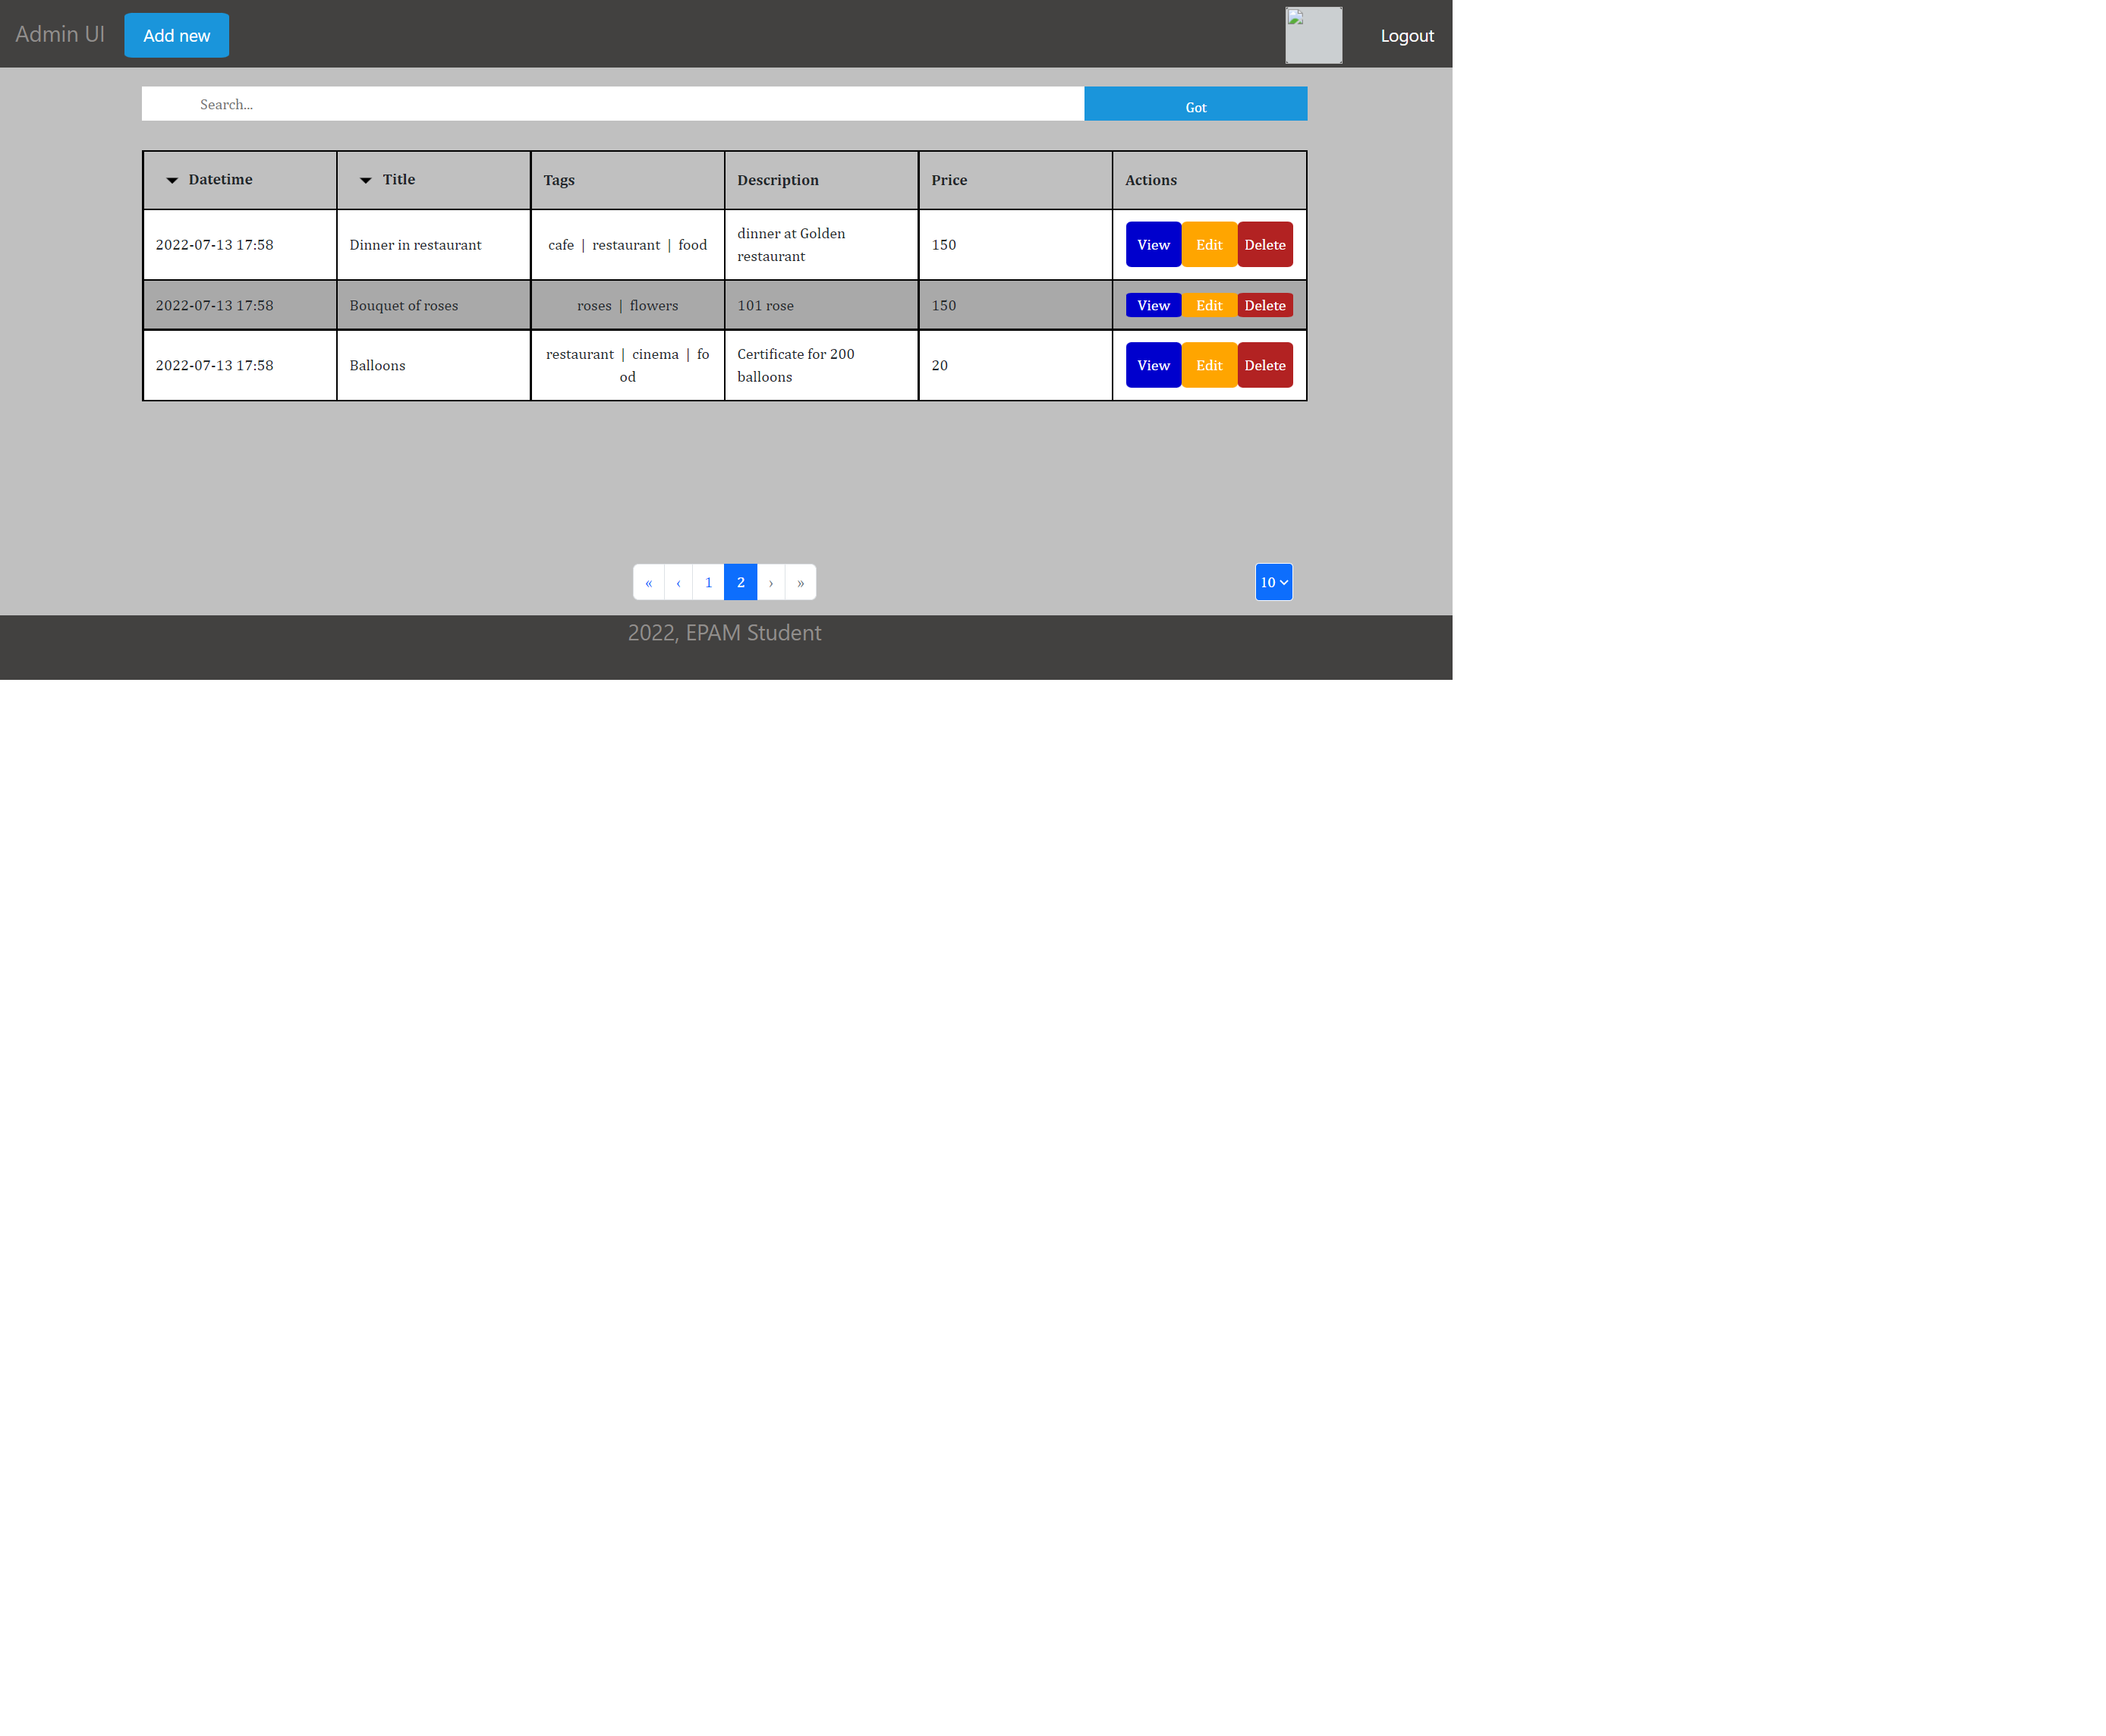 Admin UI Add new Logout
Search... Got
Datetime Title Tags Description Price Actions
2022-07-13 17:58 Dinner in restaurant cafe | restaurant | food dinner at Golden restaurant 150 View Edit Delete
2022-07-13 17:58 Bouquet of roses roses | flowers 101 rose 150 View Edit Delete
2022-07-13 17:58 Balloons restaurant | cinema | fo
od Certificate for 200 balloons 20 View Edit Delete
« ‹ 1 2 › » 10
2022, EPAM Student